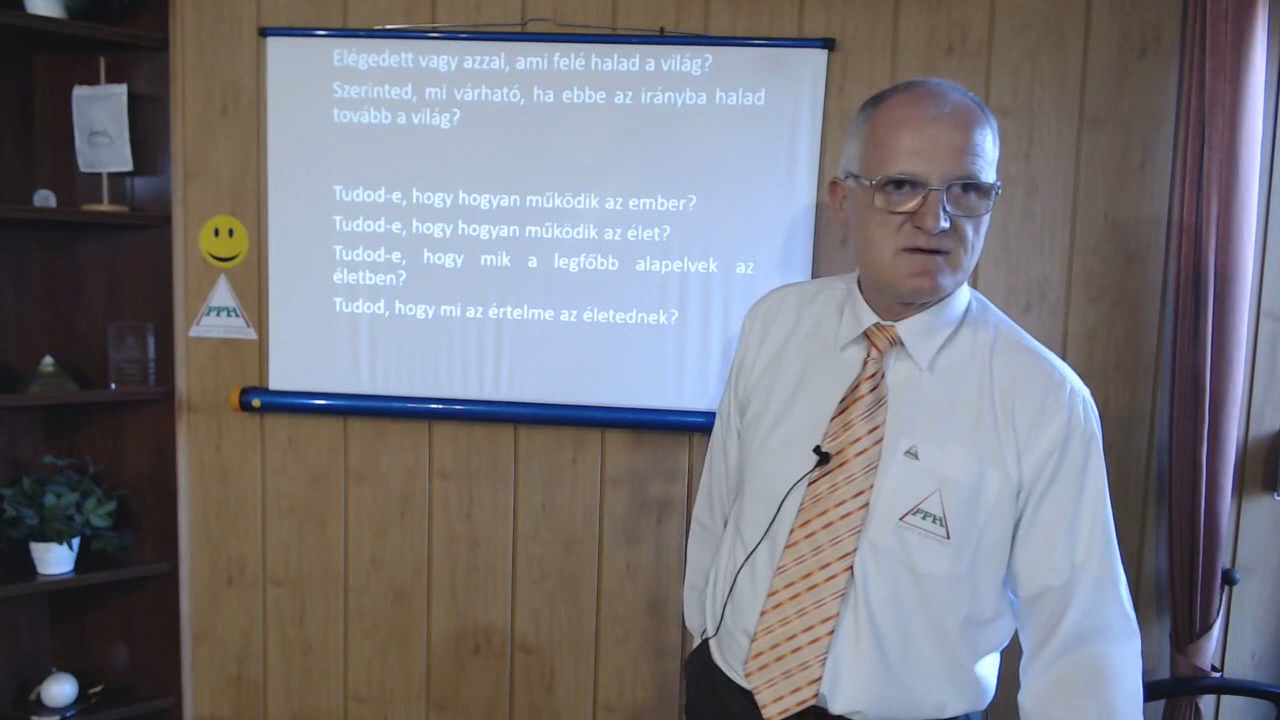 Elégedett vagy azzal, ami felé halad a világ?
Szerinted, mi várható, ha ebbe az irányba halad
tovább a világ?
Tudod-e, hogy hogyan működik az ember?
Tudod-e, hogy hogyan működik az élet?
Tudod-e, hogy mik a legfőbb alapelvek az
életben?
Tudod, hogy mi az értelme az életednek?
PPH
PPH